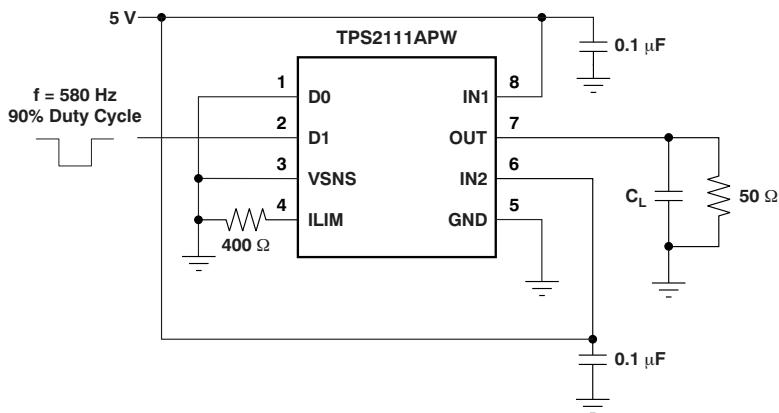 5 V
TPS2111APW
0.1 μF
f = 580 Hz
90% Duty Cycle
1
D0
IN1
8
2
D1
OUT
7
3
VSNS
IN2
6
4
ILIM
GND
5
400 Ω
CL
50 Ω
0.1 μF